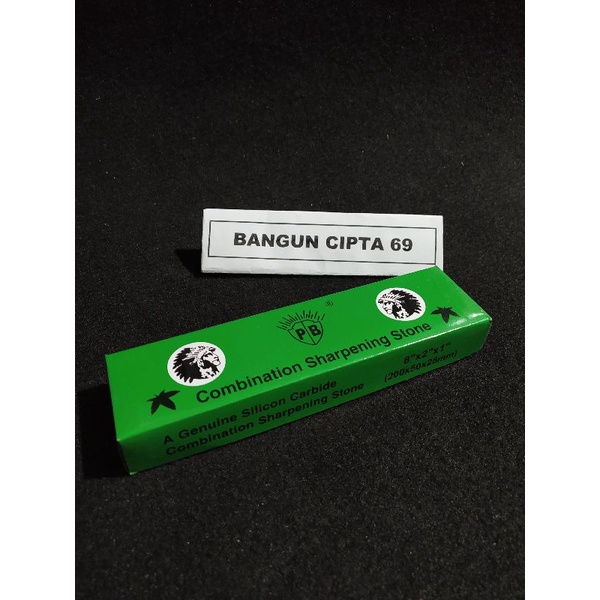 BANGUN CIPTA 69
PB
Combination Sharpening Stone
A Genuine Silicon Carbide
Combination Sharpening Stone
8"x2"x1"
(200x50x25mm)